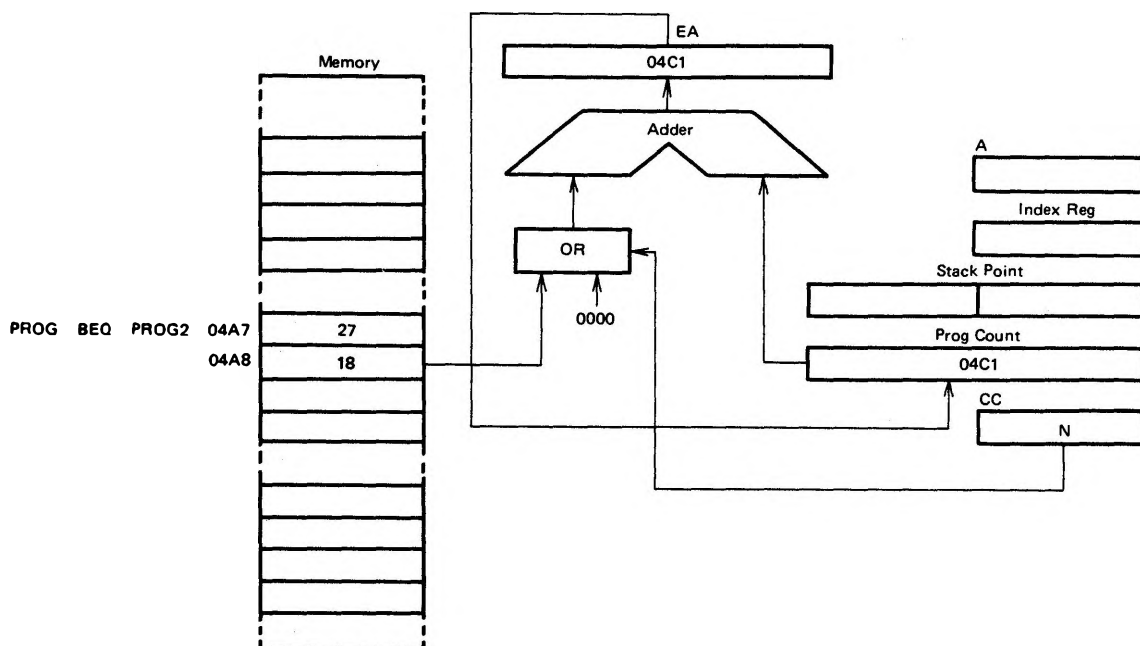 EA
04C1
Memory
Adder
A
Index Reg
OR
Stack Point
0000
PROG BEQ PROG2 04A7 27
Prog Count
04A8 18
04C1
CC
N